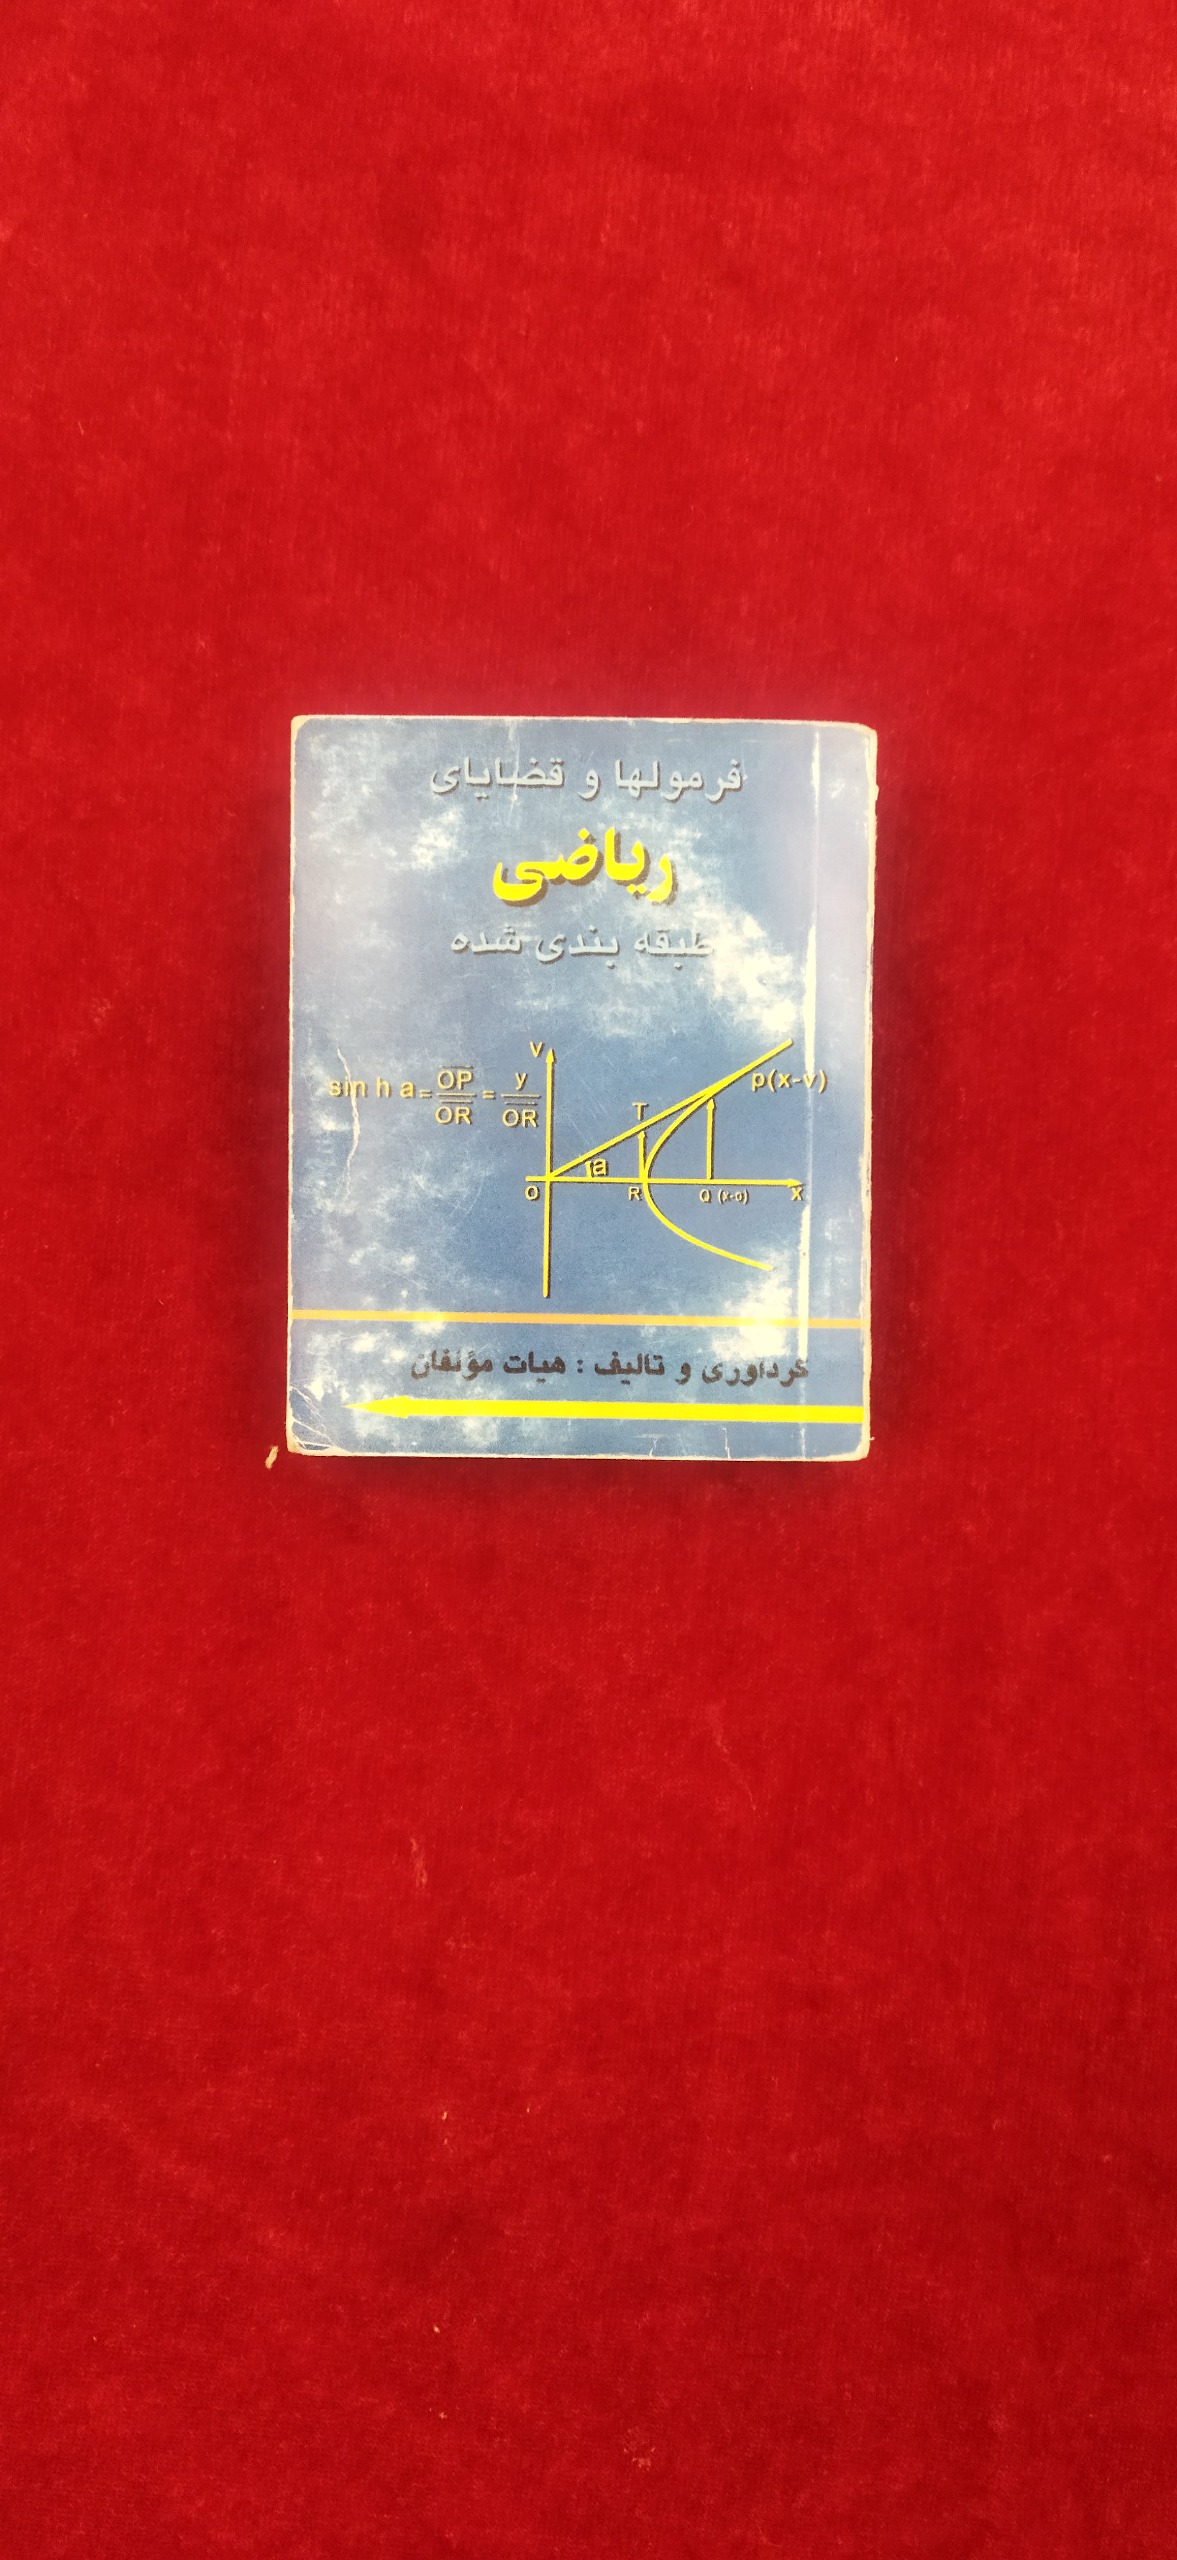 فرمولها و قضایای
ریاضی
طبقه بندی شده
sin h a = OP/OR = y/OR
v
p(x-v)
T
a
O R Q (x-o) x
گرداوری و تالیف : هیات مؤلفان